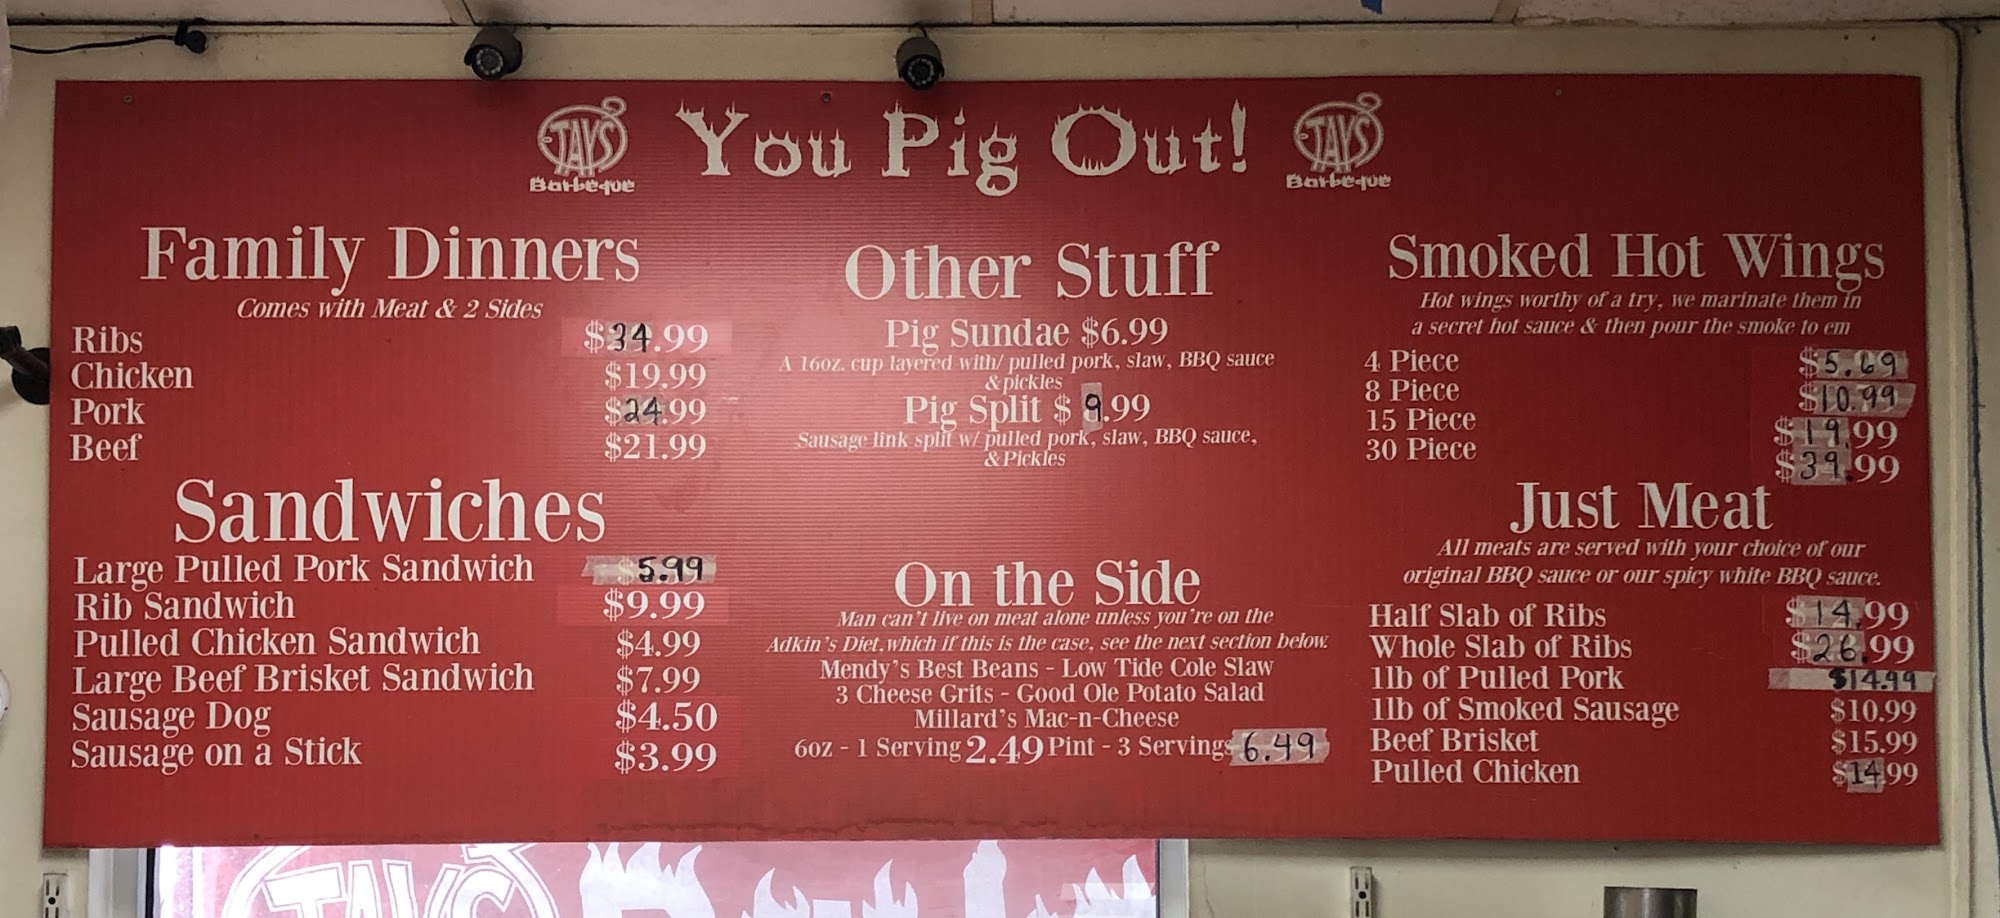 JAYS
Barbeque
You Pig Out!
JAYS
Barbeque
Family Dinners
Comes with Meat & 2 Sides
Ribs $34.99
Chicken $19.99
Pork $24.99
Beef $21.99
Sandwiches
Large Pulled Pork Sandwich $5.99
Rib Sandwich $9.99
Pulled Chicken Sandwich $4.99
Large Beef Brisket Sandwich $7.99
Sausage Dog $4.50
Sausage on a Stick $3.99
Other Stuff
Pig Sundae $6.99
A 16oz. cup layered with/ pulled pork, slaw, BBQ sauce
&pickles
Pig Split $ 9.99
Sausage link split w/ pulled pork, slaw, BBQ sauce,
&Pickles
On the Side
Man can't live on meat alone unless you're on the
Adkin's Diet,which if this is the case, see the next section below.
Mendy's Best Beans - Low Tide Cole Slaw
3 Cheese Grits - Good Ole Potato Salad
Millard's Mac-n-Cheese
6oz - 1 Serving 2.49 Pint - 3 Servings 6.49
Smoked Hot Wings
Hot wings worthy of a try, we marinate them in
a secret hot sauce & then pour the smoke to em
4 Piece $5.69
8 Piece $10.99
15 Piece $19.99
30 Piece $39.99
Just Meat
All meats are served with your choice of our
original BBQ sauce or our spicy white BBQ sauce.
Half Slab of Ribs $14.99
Whole Slab of Ribs $26.99
1lb of Pulled Pork $14.99
1lb of Smoked Sausage $10.99
Beef Brisket $15.99
Pulled Chicken $14.99
JAYS